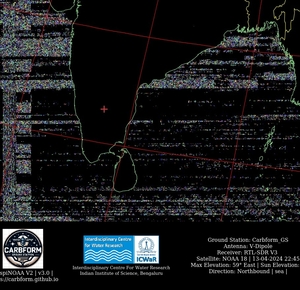 CARBFORM
Interdisciplinary Centre
for Water Research
ICWaR
Interdisciplinary Centre For Water Research
Indian Institute of Science, Bengaluru
spiNOAA V2 | v3.0 |
s://carbform.github.io
Ground Station: Carbform_GS
Antenna: V-Dipole
Receiver: RTL-SDR V3
Satellite: NOAA 18 | 13-04-2024 22:45
Max Elevation: 59° East | Sun Elevation:
Direction: Northbound | sea |